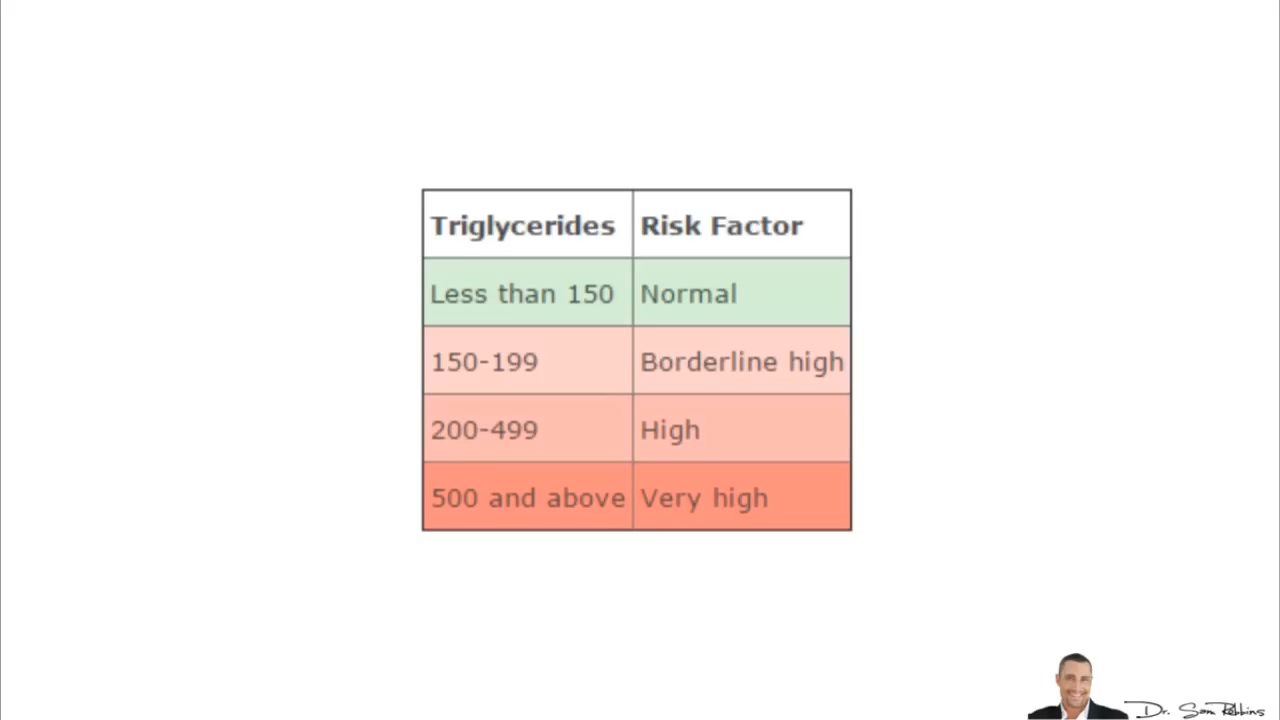 Triglycerides Risk Factor
Less than 150 Normal
150-199 Borderline high
200-499 High
500 and above Very high
Dr. Sam Robbins